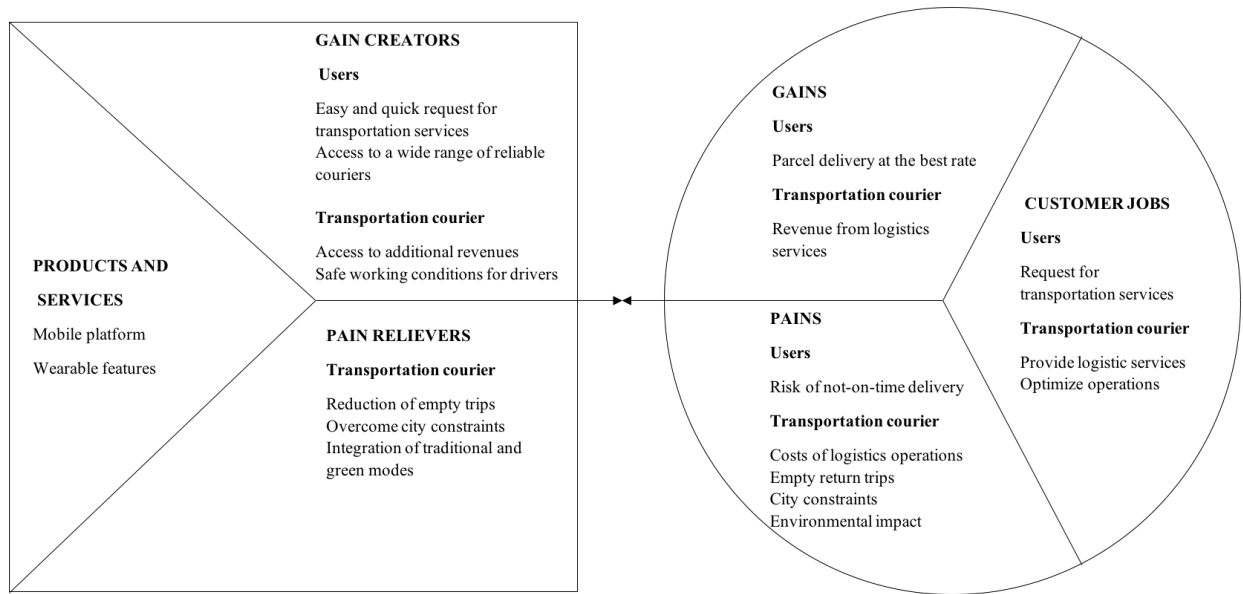 GAIN CREATORS
Users
Easy and quick request for
transportation services
Access to a wide range of reliable
couriers
Transportation courier
Access to additional revenues
Safe working conditions for drivers
PRODUCTS AND
SERVICES
Mobile platform
Wearable features
PAIN RELIEVERS
Transportation courier
Reduction of empty trips
Overcome city constraints
Integration of traditional and
green modes
GAINS
Users
Parcel delivery at the best rate
Transportation courier
Revenue from logistics
services
CUSTOMER JOBS
Users
Request for
transportation services
Transportation courier
Provide logistic services
Optimize operations
PAINS
Users
Risk of not-on-time delivery
Transportation courier
Costs of logistics operations
Empty return trips
City constraints
Environmental impact